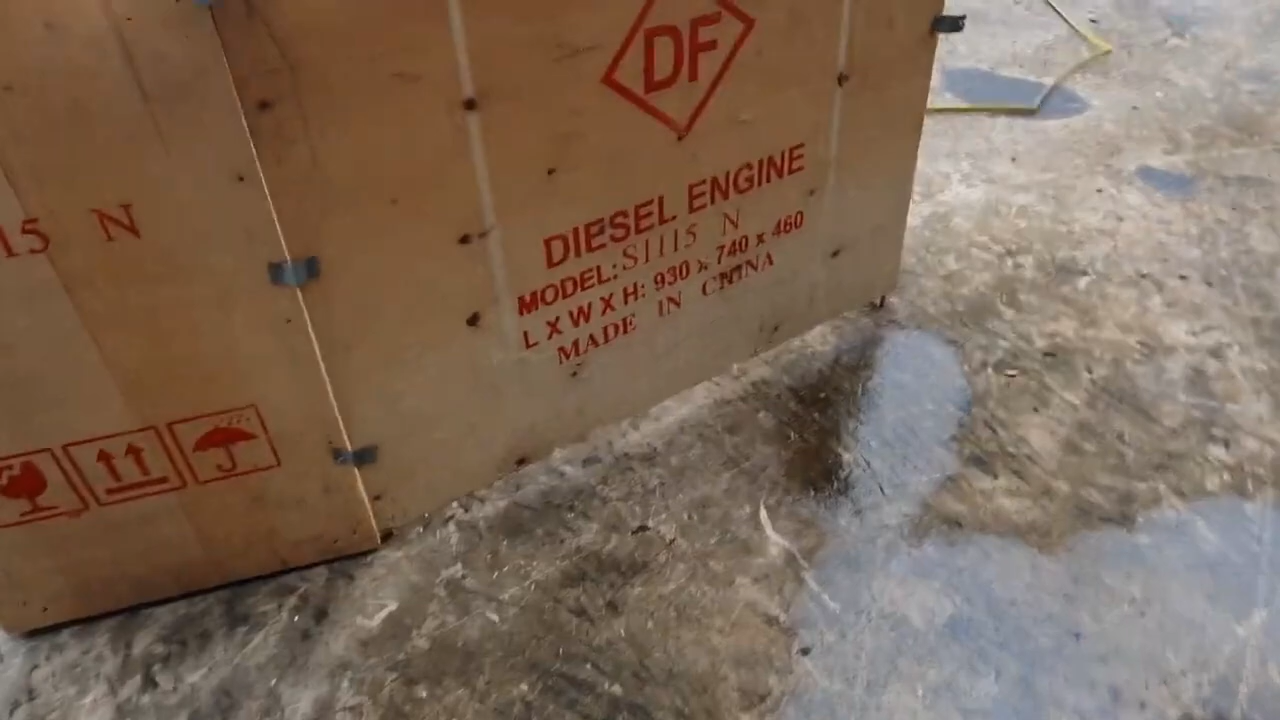 DF
DIESEL ENGINE
MODEL: S1115 N
L X W X H: 930 x 740 x 460
MADE IN CHINA
15 N